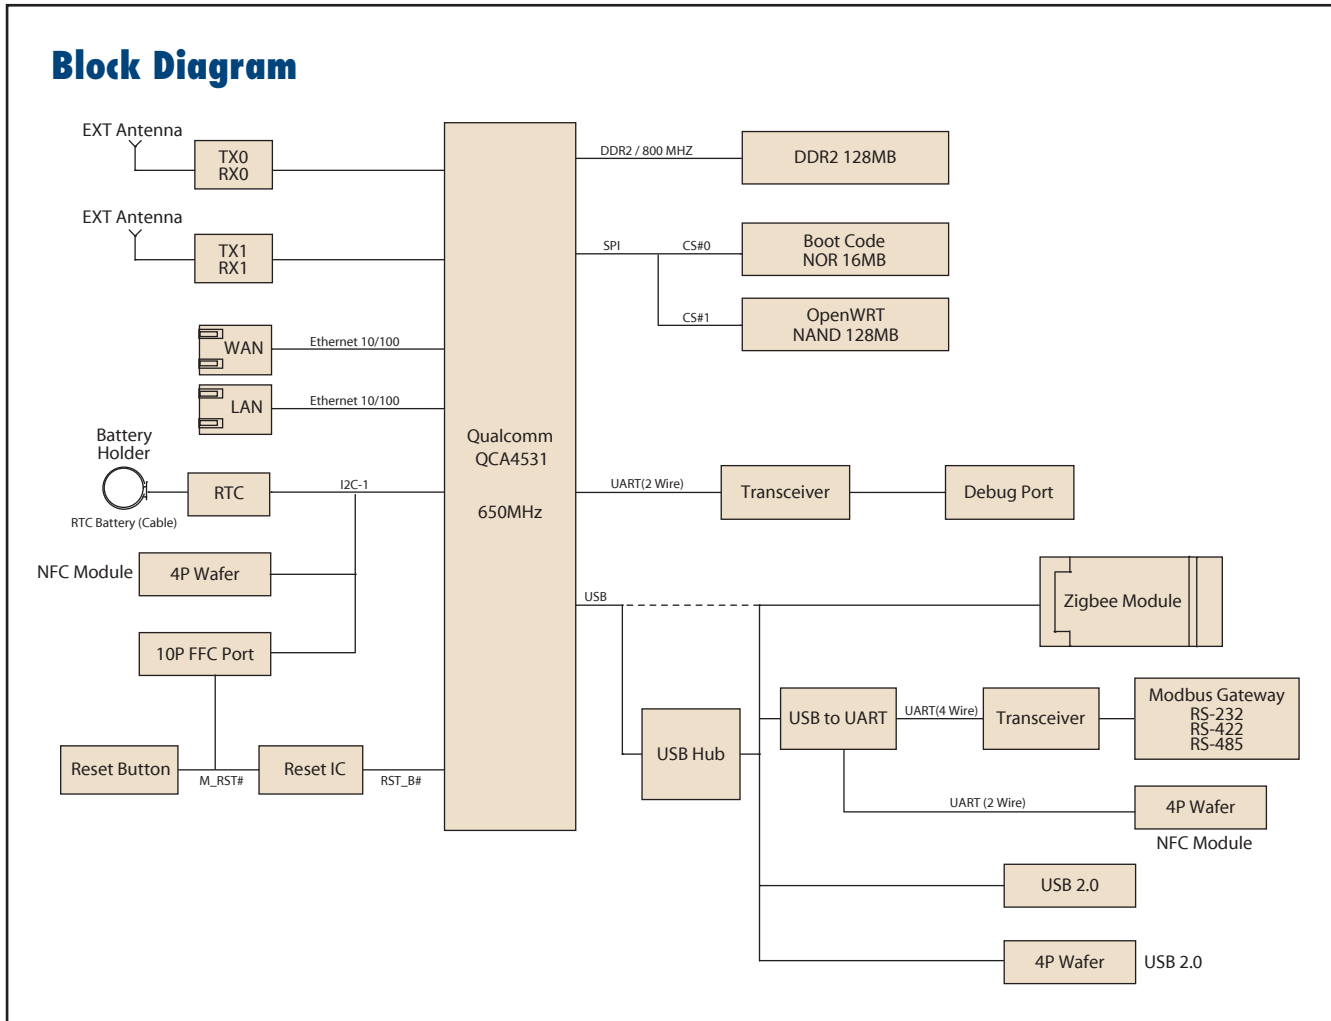 Block Diagram
EXT Antenna
TX0
RX0
EXT Antenna
TX1
RX1
WAN
Ethernet 10/100
LAN
Ethernet 10/100
Battery
Holder
RTC
I2C-1
RTC Battery (Cable)
NFC Module
4P Wafer
10P FFC Port
Reset Button
M_RST#
Reset IC
RST_B#
Qualcomm
QCA4531
650MHz
DDR2 / 800 MHZ
DDR2 128MB
SPI
CS#0
Boot Code
NOR 16MB
CS#1
OpenWRT
NAND 128MB
UART(2 Wire)
Transceiver
Debug Port
USB
Zigbee Module
USB Hub
USB to UART
UART(4 Wire)
Transceiver
Modbus Gateway
RS-232
RS-422
RS-485
UART (2 Wire)
4P Wafer
NFC Module
USB 2.0
4P Wafer
USB 2.0